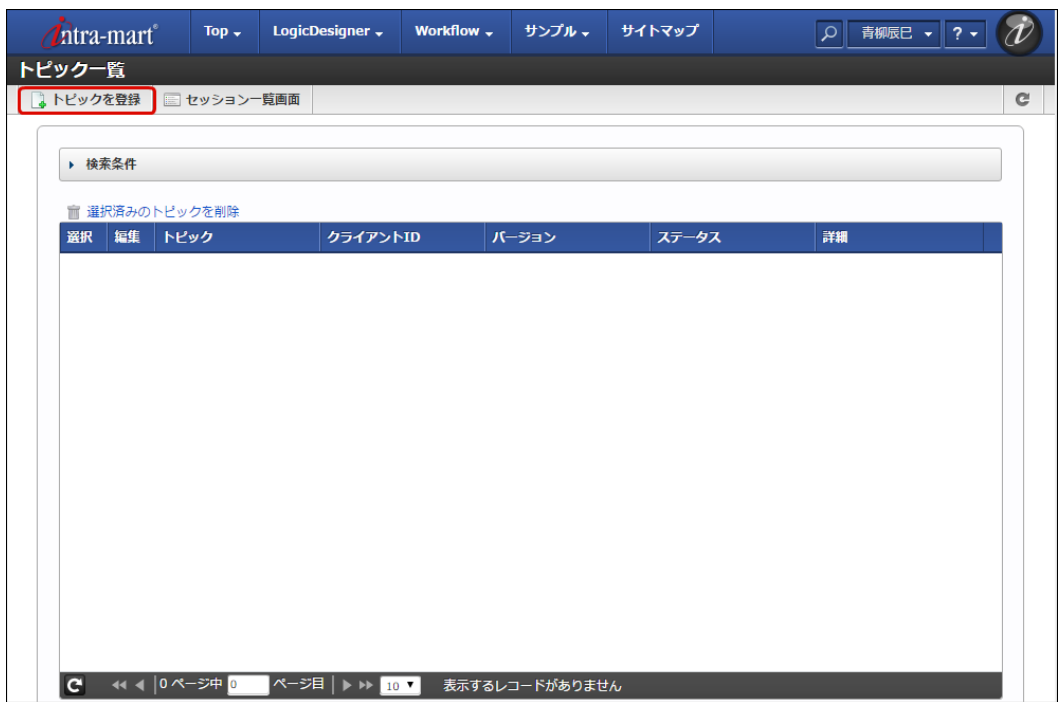 intra-mart® Top LogicDesigner Workflow サンプル サイトマップ 青柳辰巳 ?
トピック一覧
トピックを登録 セッション一覧画面
検索条件
選択済みのトピックを削除
選択 編集 トピック クライアントID バージョン ステータス 詳細
0 ページ中 0 ページ目 10 表示するレコードがありません